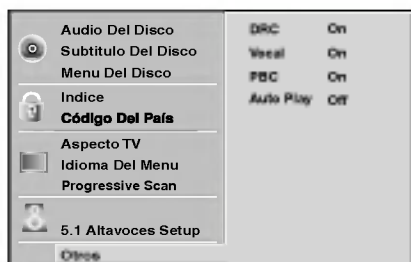 Audio Del Disco
Subtitulo Del Disco
Menu Del Disco
Indice
Código Del País
Aspecto TV
Idioma Del Menu
Progressive Scan
5.1 Altavoces Setup
Otros
DRC On
Vocal On
PBC On
Auto Play Off